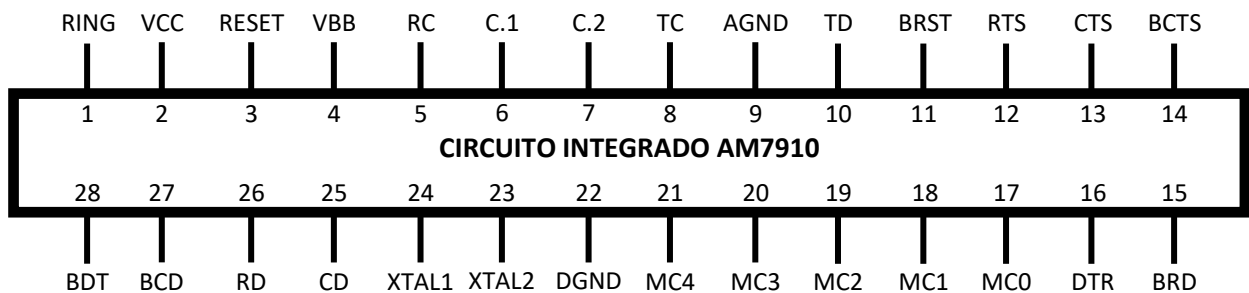 RING VCC RESET VBB RC C.1 C.2 TC AGND TD BRST RTS CTS BCTS
1 2 3 4 5 6 7 8 9 10 11 12 13 14
CIRCUITO INTEGRADO AM7910
28 27 26 25 24 23 22 21 20 19 18 17 16 15
BDT BCD RD CD XTAL1 XTAL2 DGND MC4 MC3 MC2 MC1 MC0 DTR BRD